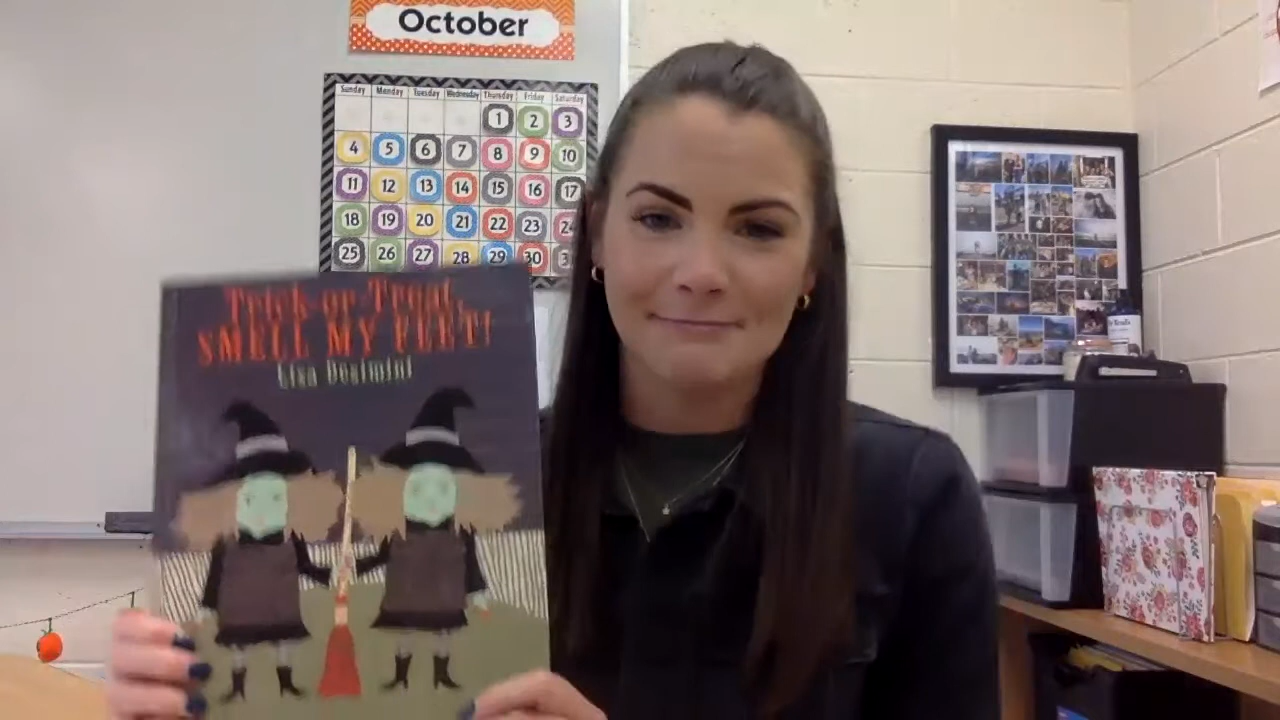 October
Sunday Monday Tuesday Wednesday Thursday Friday Saturday
1 2 3
4 5 6 7 8 9 10
11 12 13 14 15 16 17
18 19 20 21 22 23 24
25 26 27 28 29 30
Trick-or-Treat
SMELL MY FEET!
Lisa Desimini